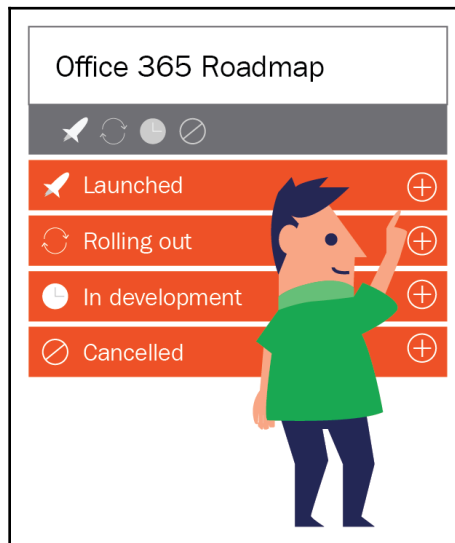 Office 365 Roadmap
Launched
Rolling out
In development
Cancelled